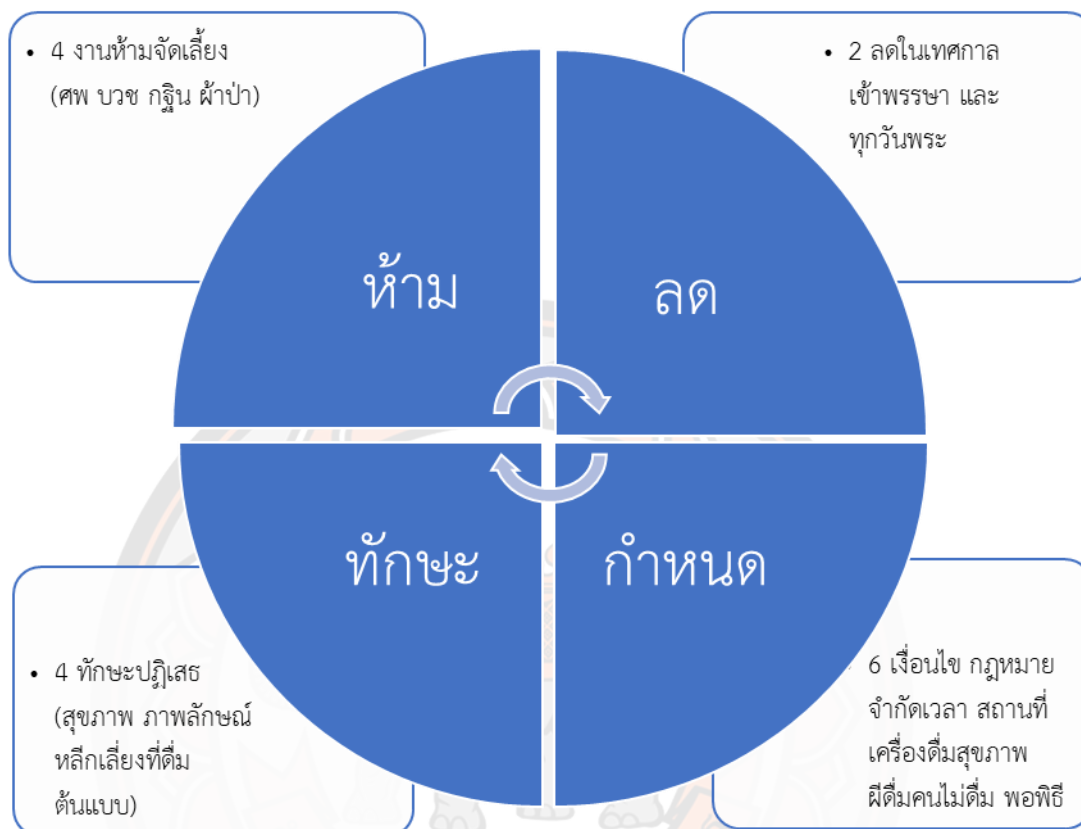 • 4 งานห้ามจัดเลี้ยง
(ศพ บวช กฐิน ผ้าป่า)
• 2 ลดในเทศกาล
เข้าพรรษา และ
ทุกวันพระ
ห้าม
ลด
ทักษะ
กำหนด
• 4 ทักษะปฏิเสธ
(สุขภาพ ภาพลักษณ์
หลีกเลี่ยงที่ดื่ม
ต้นแบบ)
• 6 เงื่อนไข กฎหมาย
จำกัดเวลา สถานที่
เครื่องดื่มสุขภาพ
ผีดื่มคนไม่ดื่ม พอพิธี